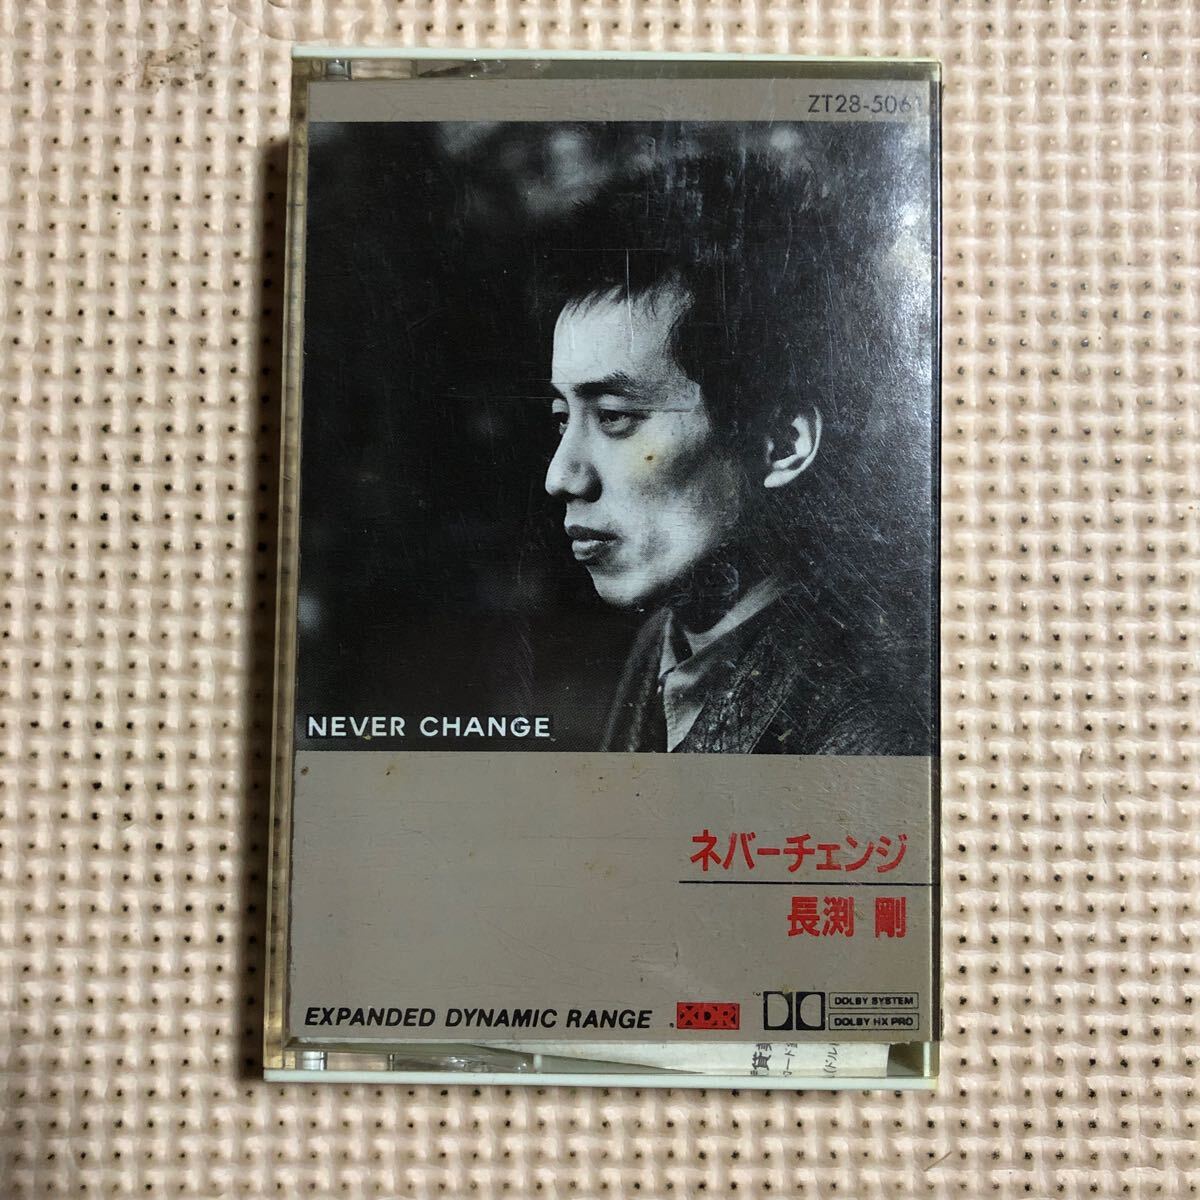 ZT28-5061
NEVER CHANGE
ネバーチェンジ
長渕 剛
EXPANDED DYNAMIC RANGE XDR
DOLBY SYSTEM
DOLBY HX PRO